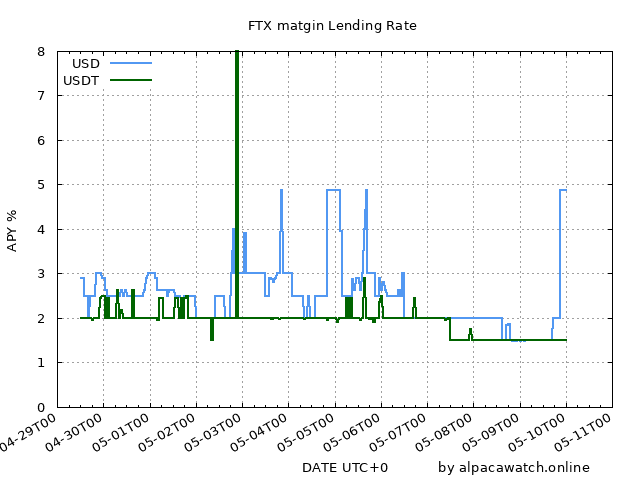 FTX matgin Lending Rate
USD
USDT
8
7
6
5
4
3
2
1
0
APY %
04-29T00
04-30T00
05-01T00
05-02T00
05-03T00
05-04T00
05-05T00
05-06T00
05-07T00
05-08T00
05-09T00
05-10T00
05-11T00
DATE UTC+0
by alpacawatch.online